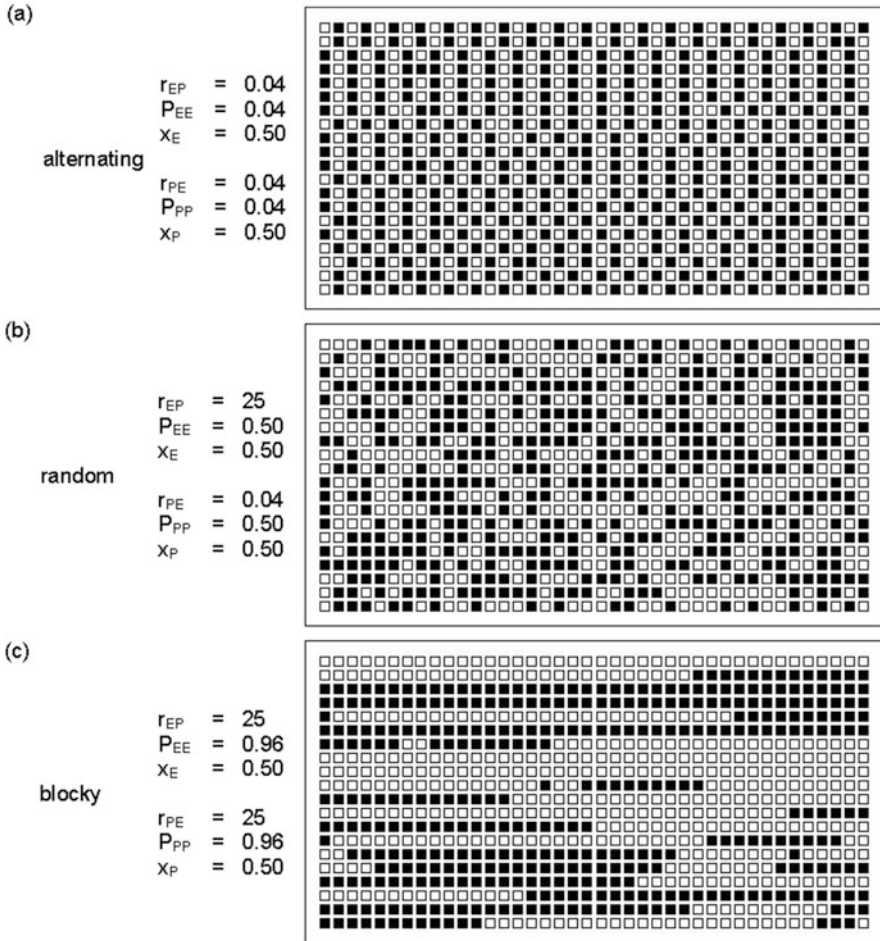 (a)
r_EP = 0.04
P_EE = 0.04
x_E = 0.50
alternating
r_PE = 0.04
P_PP = 0.04
x_P = 0.50
(b)
r_EP = 25
P_EE = 0.50
x_E = 0.50
random
r_PE = 0.04
P_PP = 0.50
x_P = 0.50
(c)
r_EP = 25
P_EE = 0.96
x_E = 0.50
blocky
r_PE = 25
P_PP = 0.96
x_P = 0.50